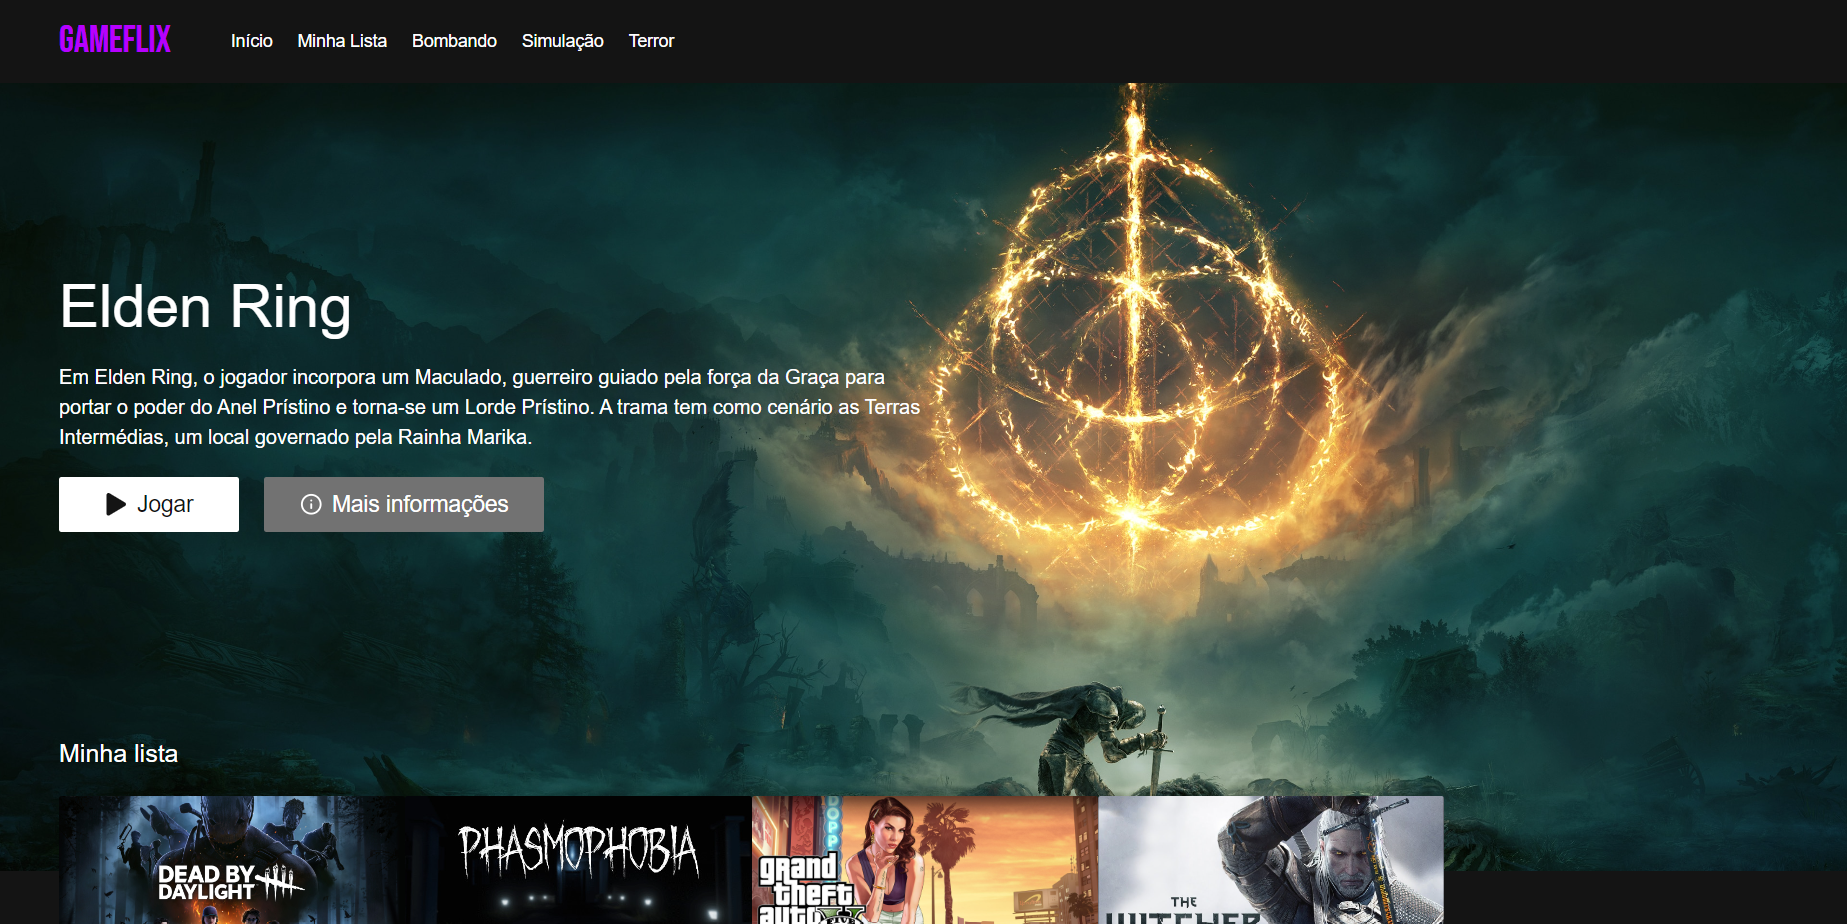 GAMEFLIX
Início Minha Lista Bombando Simulação Terror
Elden Ring
Em Elden Ring, o jogador incorpora um Maculado, guerreiro guiado pela força da Graça para
portar o poder do Anel Prístino e torna-se um Lorde Prístino. A trama tem como cenário as Terras
Intermédias, um local governado pela Rainha Marika.
Jogar
Mais informações
Minha lista
DEAD BY
DAYLIGHT
PHASMOPHOBIA
DOPP
grand
theft
auto
V
FIVE
THE
WITCHER